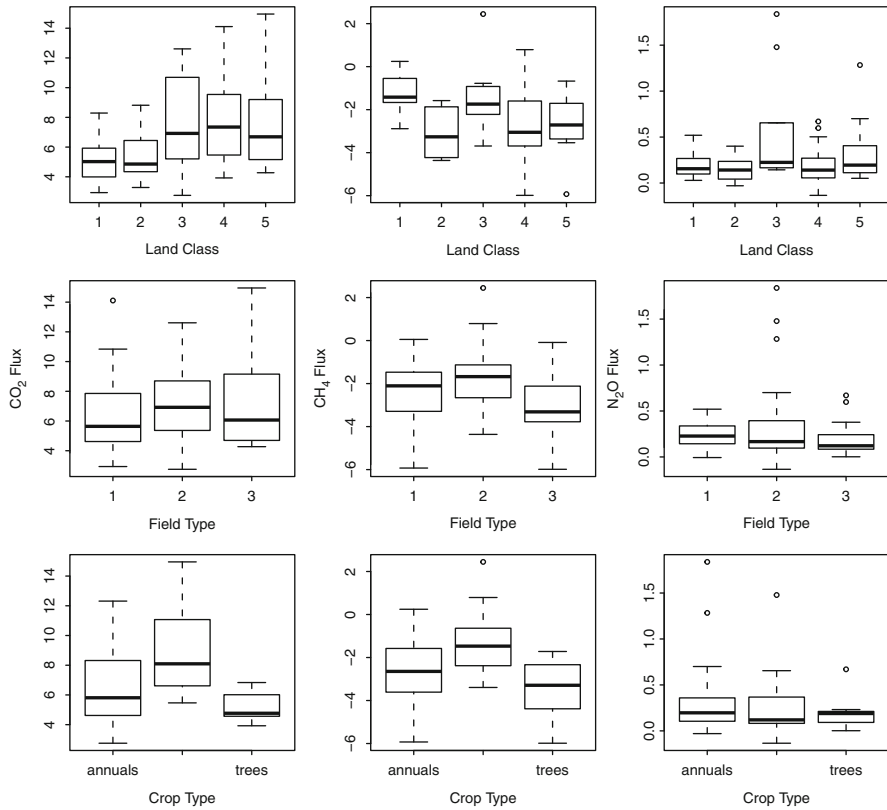 4 6 8 10 12 14
1 2 3 4 5
Land Class
-6 -4 -2 0 2
1 2 3 4 5
Land Class
0.0 0.5 1.0 1.5
1 2 3 4 5
Land Class
CO2 Flux
4 6 8 10 12 14
1 2 3
Field Type
CH4 Flux
-6 -4 -2 0 2
1 2 3
Field Type
N2O Flux
0.0 0.5 1.0 1.5
1 2 3
Field Type
4 6 8 10 12 14
annuals trees
Crop Type
-6 -4 -2 0 2
annuals trees
Crop Type
0.0 0.5 1.0 1.5
annuals trees
Crop Type